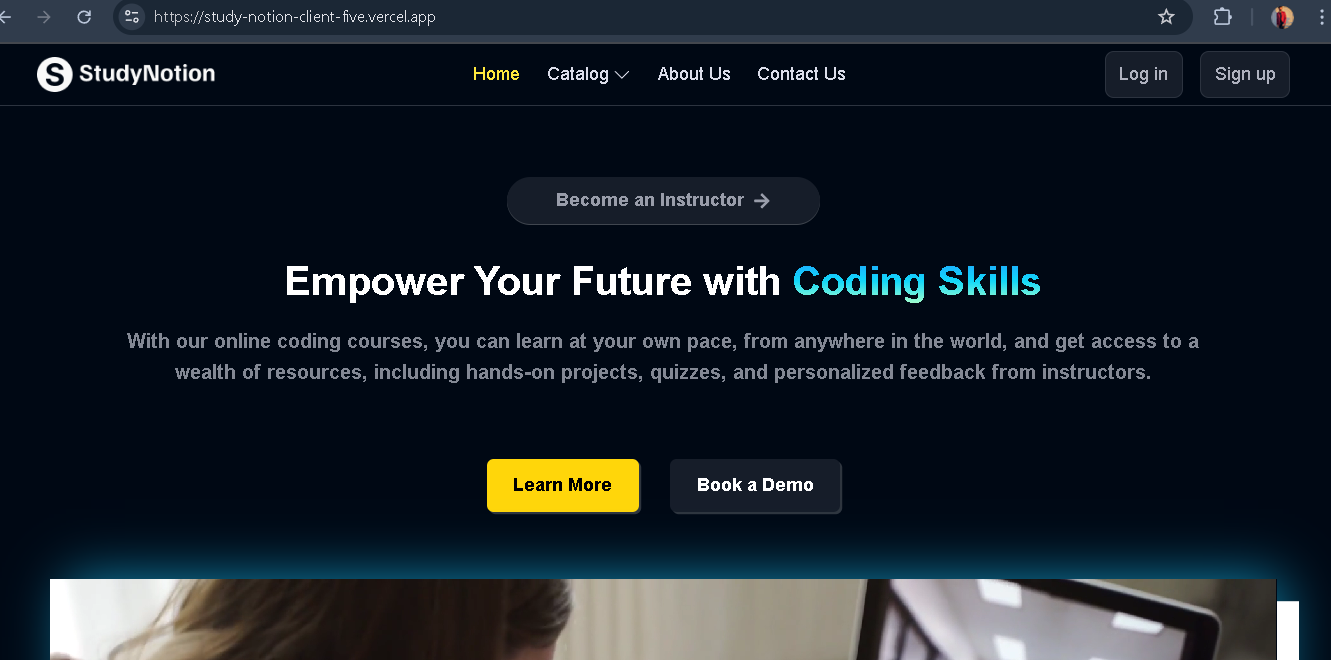 https://study-notion-client-five.vercel.app
S StudyNotion
Home Catalog About Us Contact Us
Log in Sign up
Become an Instructor →
Empower Your Future with Coding Skills
With our online coding courses, you can learn at your own pace, from anywhere in the world, and get access to a
wealth of resources, including hands-on projects, quizzes, and personalized feedback from instructors.
Learn More Book a Demo